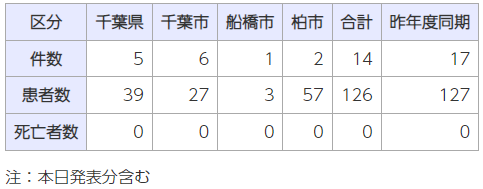 区分 千葉県 千葉市 船橋市 柏市 合計 昨年度同期
件数 5 6 1 2 14 17
患者数 39 27 3 57 126 127
死亡者数 0 0 0 0 0 0
注：本日発表分含む